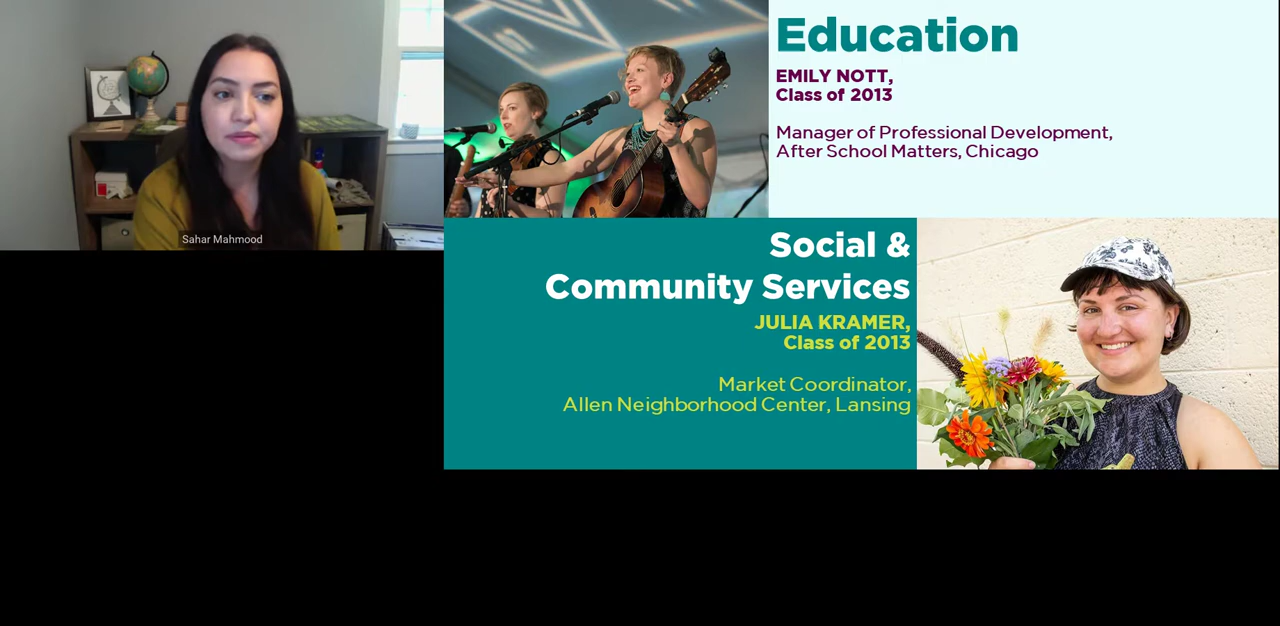 Sahar Mahmood
Education
EMILY NOTT,
Class of 2013
Manager of Professional Development,
After School Matters, Chicago
Social &
Community Services
JULIA KRAMER,
Class of 2013
Market Coordinator,
Allen Neighborhood Center, Lansing